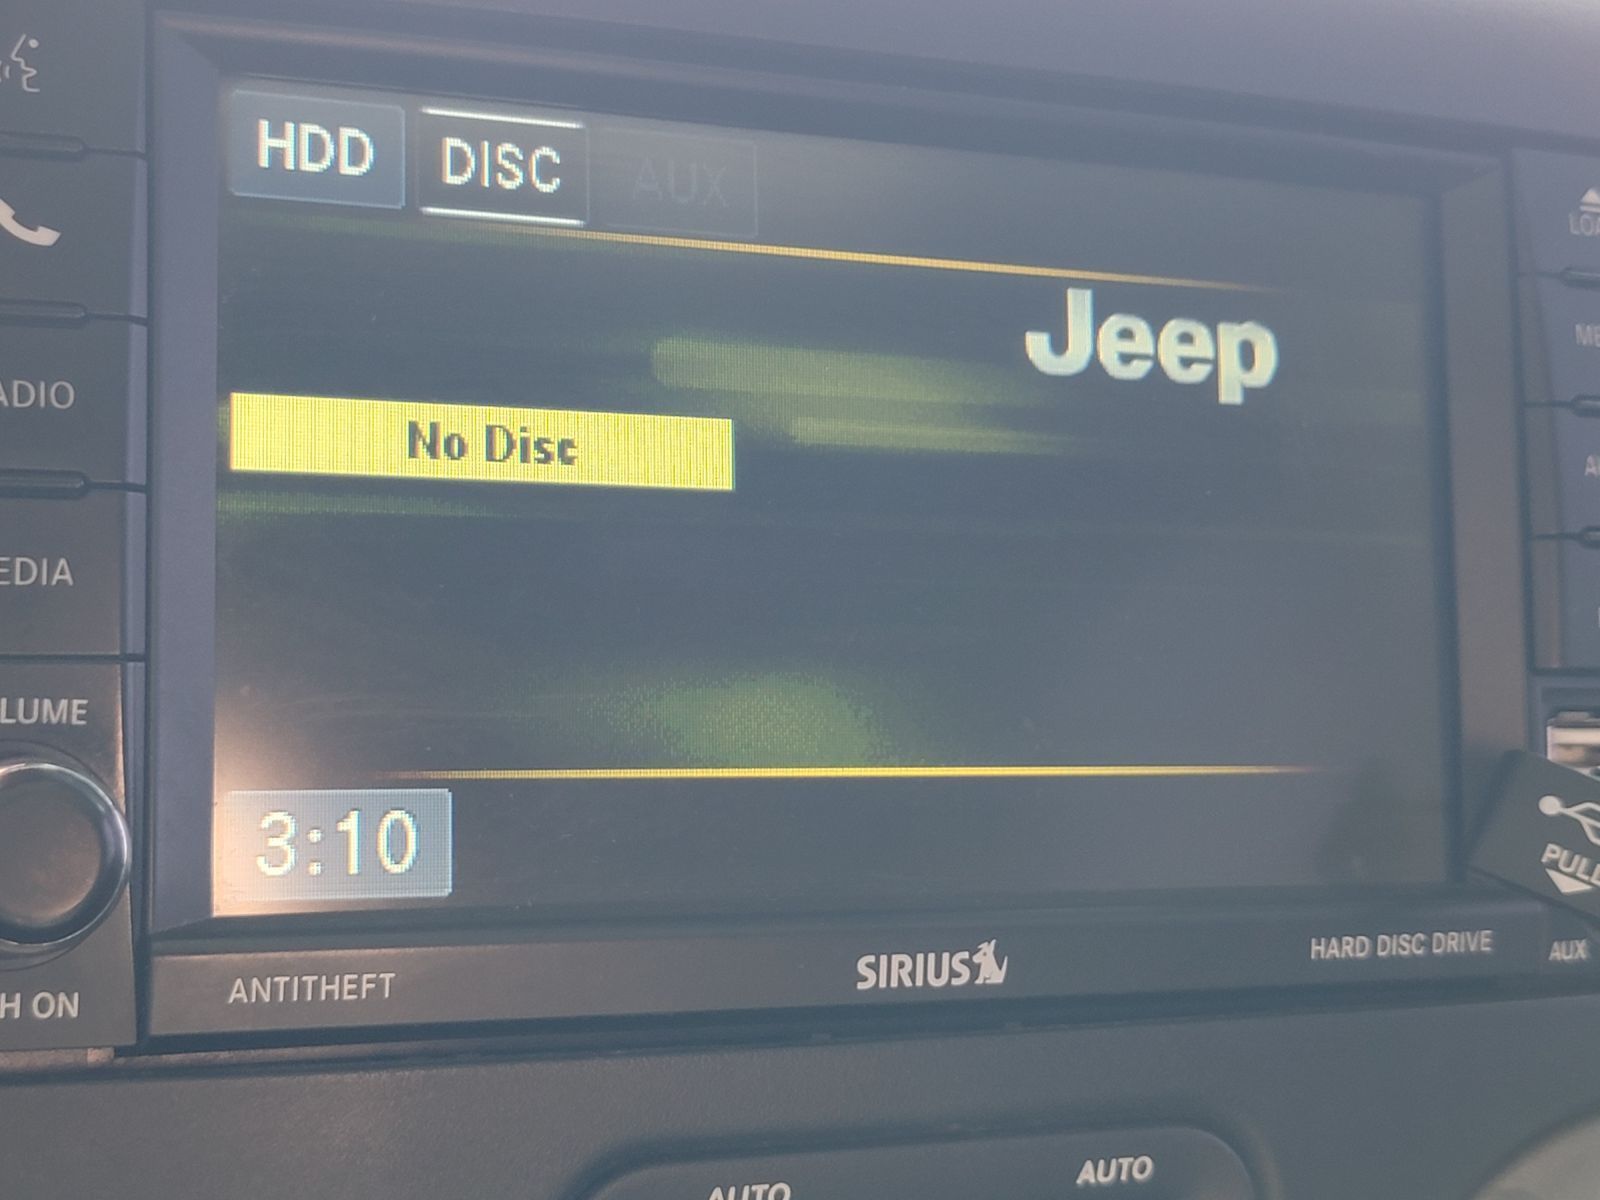 HDD DISC AUX
Jeep
No Disc
3:10
ADIO
EDIA
LUME
H ON
ANTITHEFT
SIRIUS
HARD DISC DRIVE
AUX
PULL
AUTO
AUTO